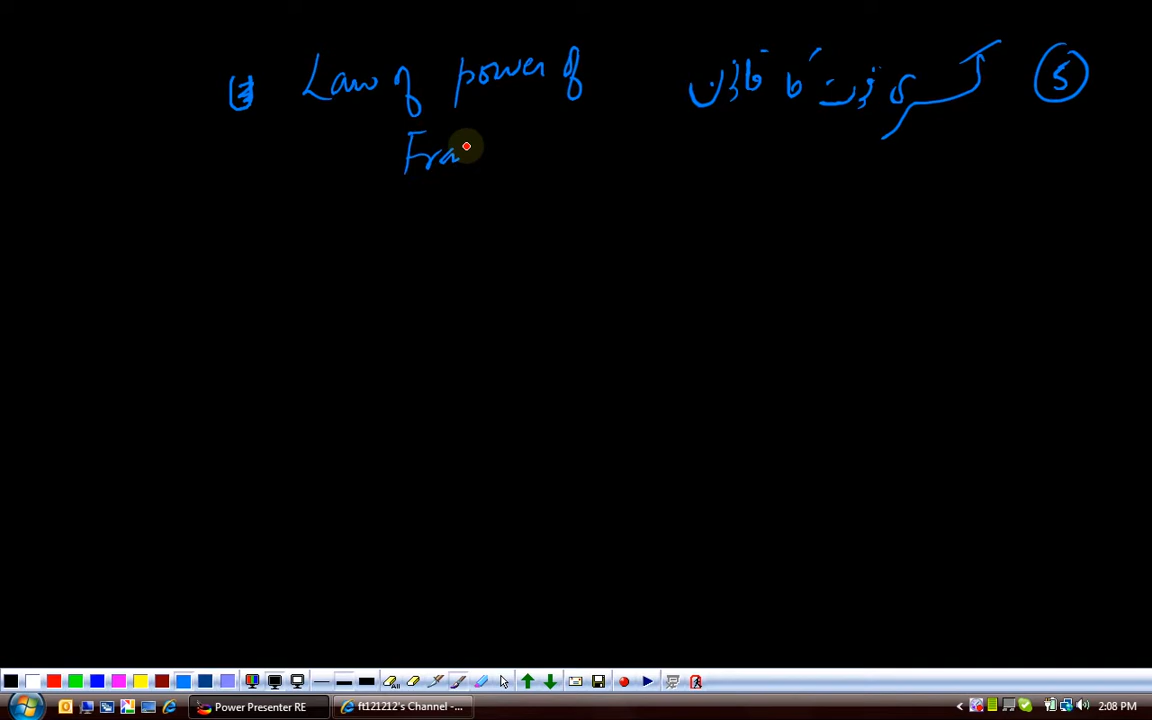 Law of power of کسری قوت کا قانون 5
Fra
Power Presenter RE ft121212's Channel -... 2:08 PM